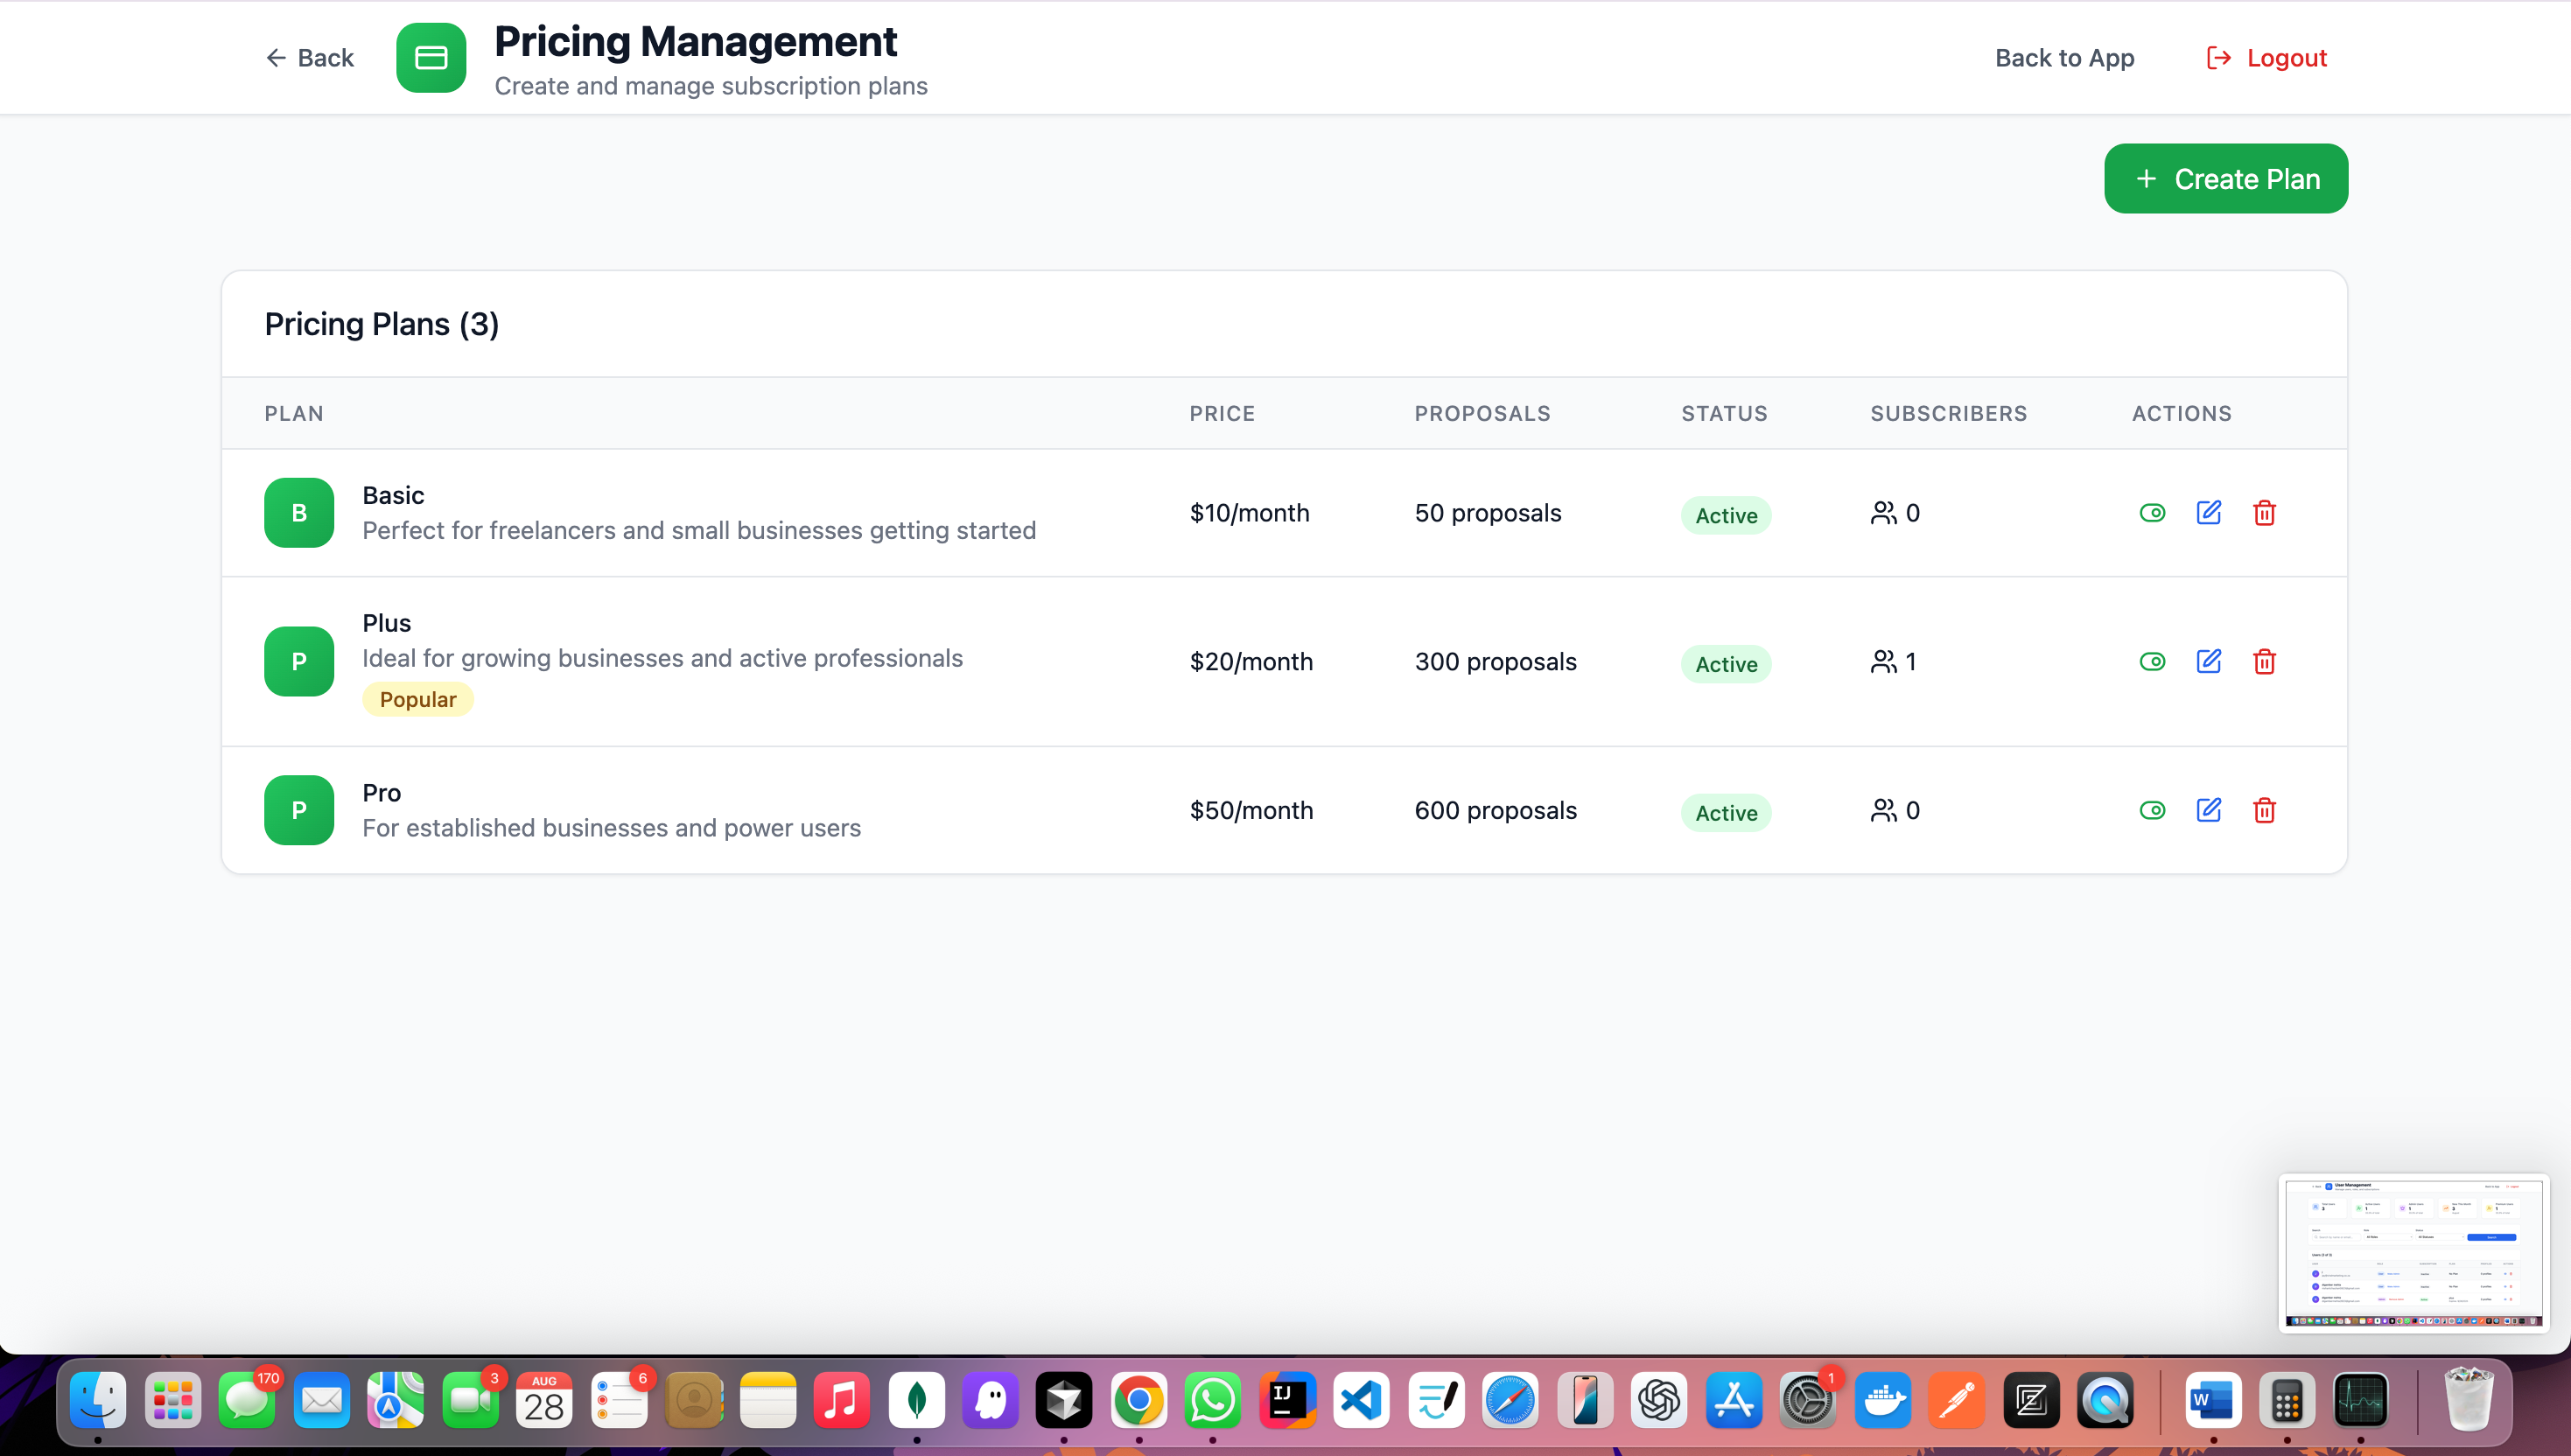 Back
Pricing Management
Create and manage subscription plans
Back to App
Logout
+ Create Plan
Pricing Plans (3)
PLAN PRICE PROPOSALS STATUS SUBSCRIBERS ACTIONS
B
Basic
Perfect for freelancers and small businesses getting started
$10/month
50 proposals
Active
0
P
Plus
Ideal for growing businesses and active professionals
Popular
$20/month
300 proposals
Active
1
P
Pro
For established businesses and power users
$50/month
600 proposals
Active
0
User Management
170
3
AUG
28
6
IJ
1
W